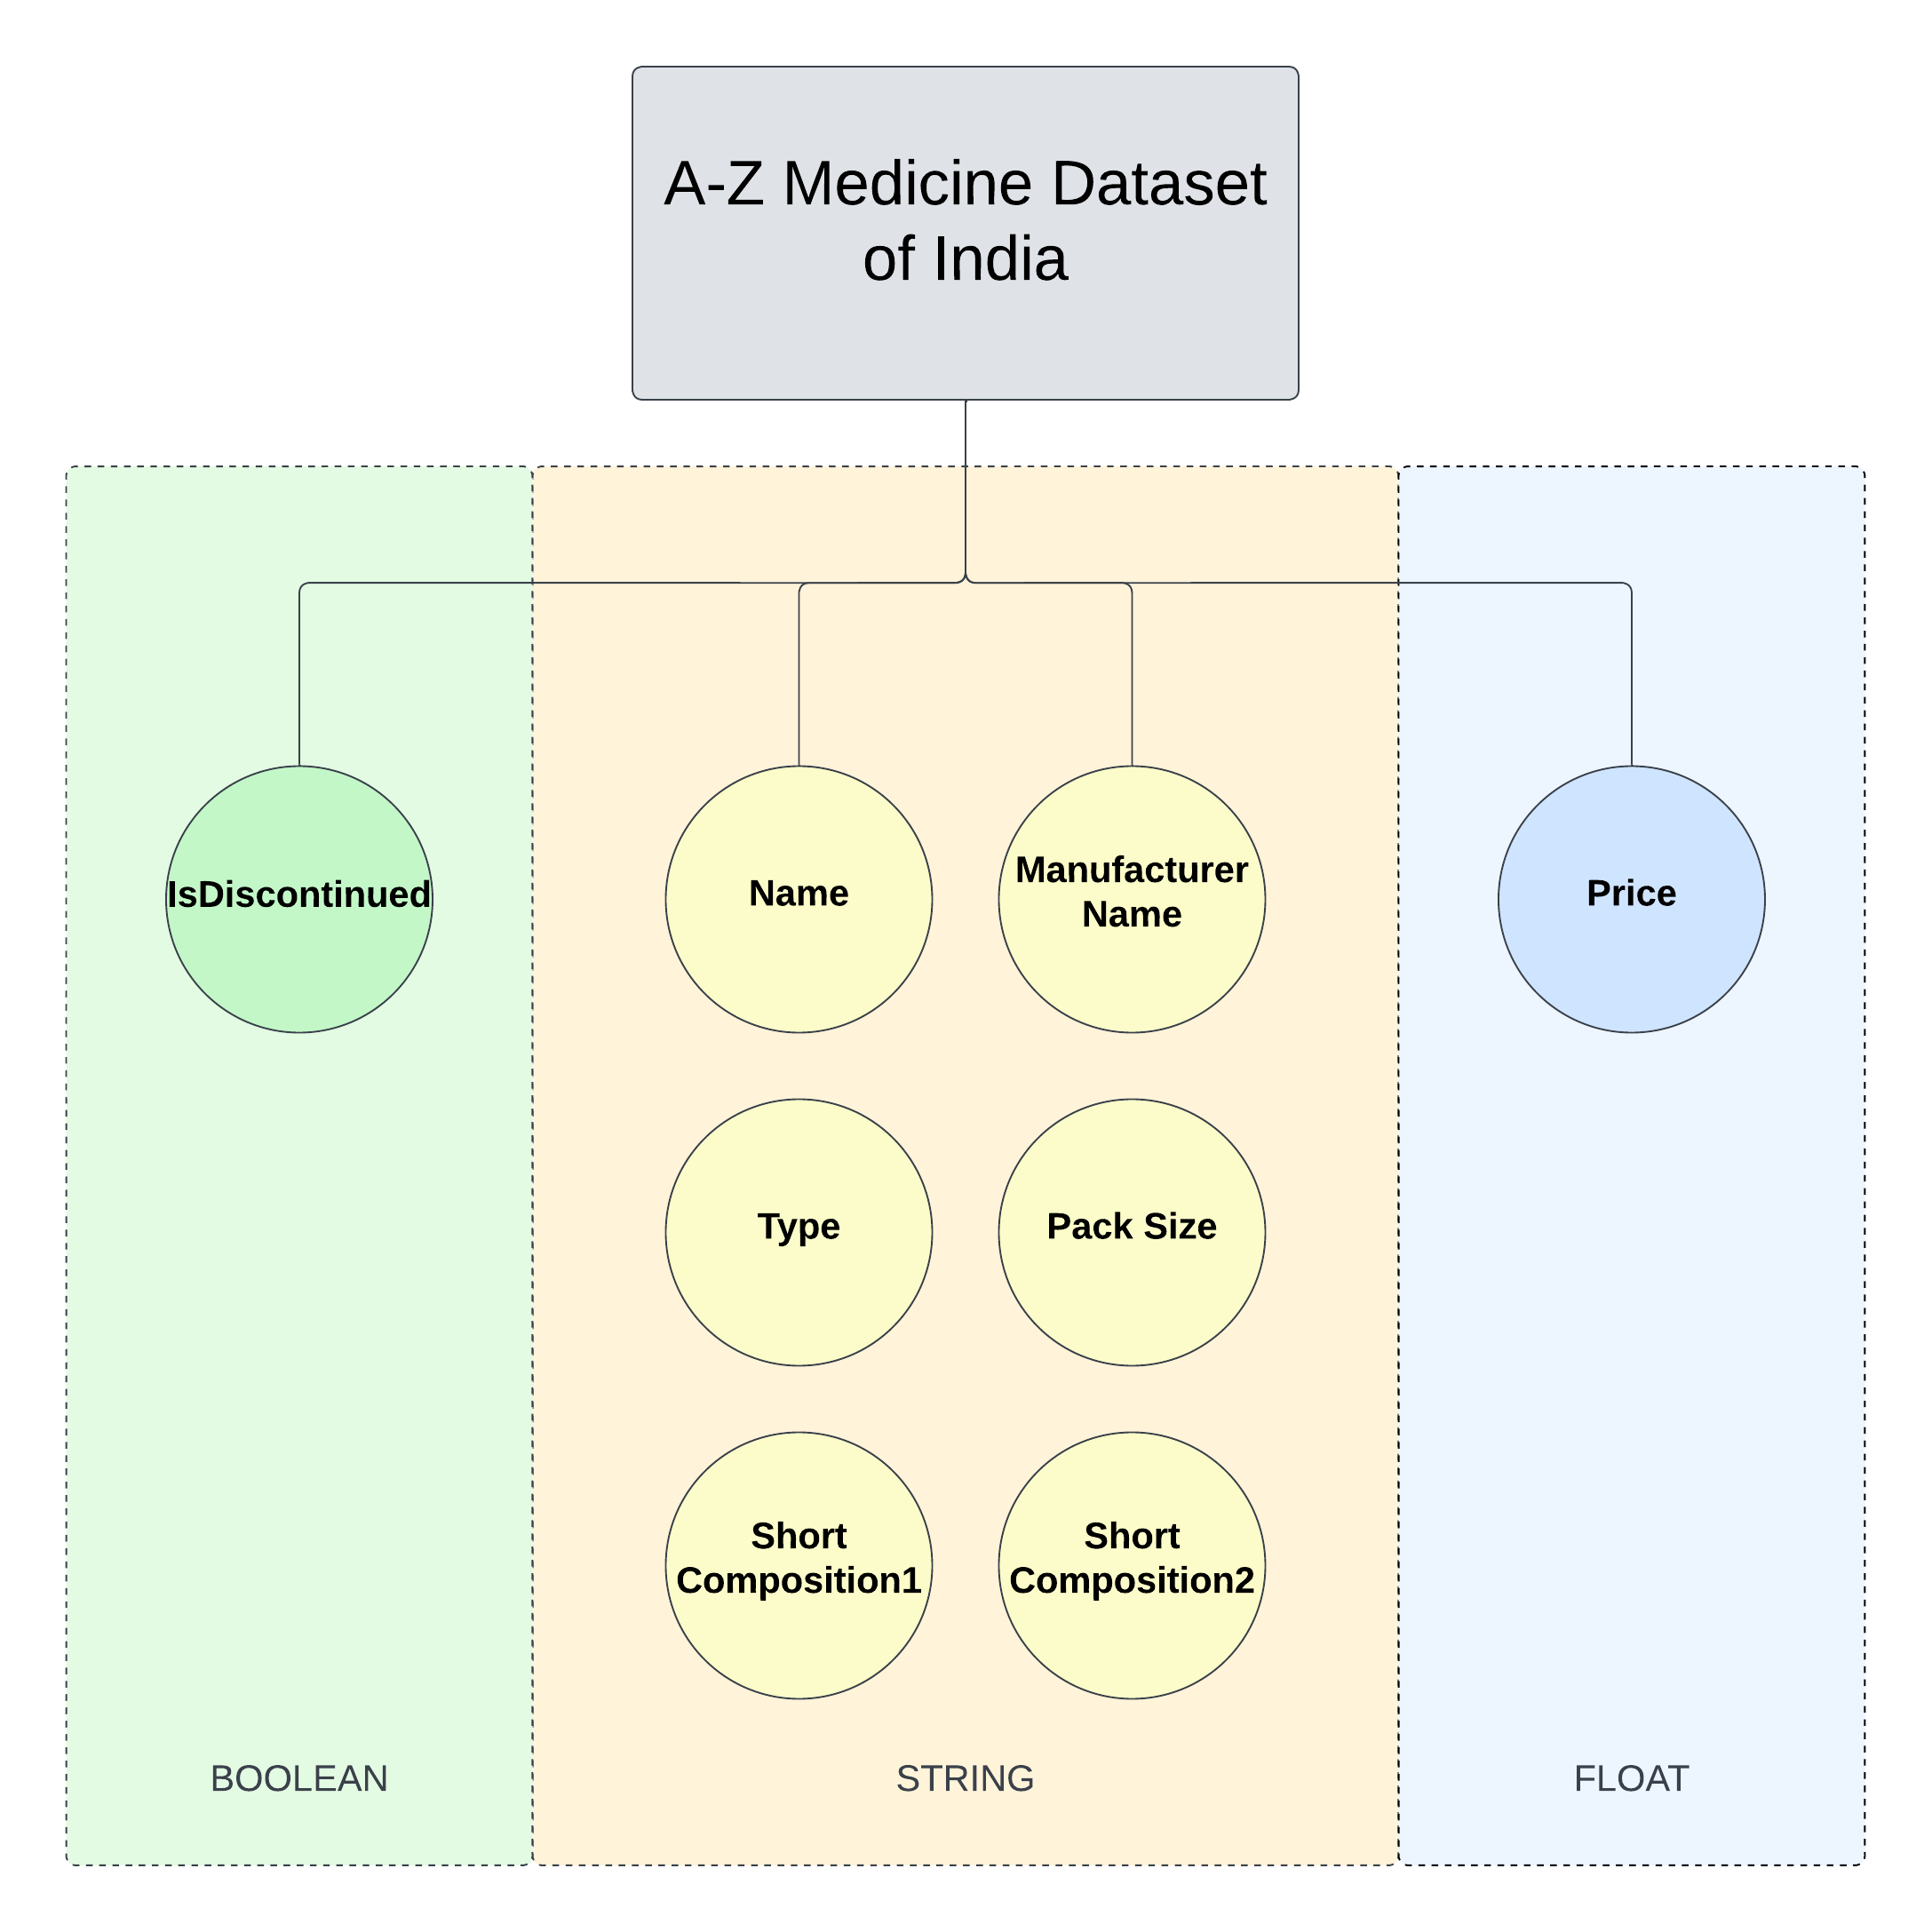 A-Z Medicine Dataset
of India
IsDiscontinued
Name
Manufacturer
Name
Price
Type
Pack Size
Short
Composition1
Short
Composition2
BOOLEAN
STRING
FLOAT